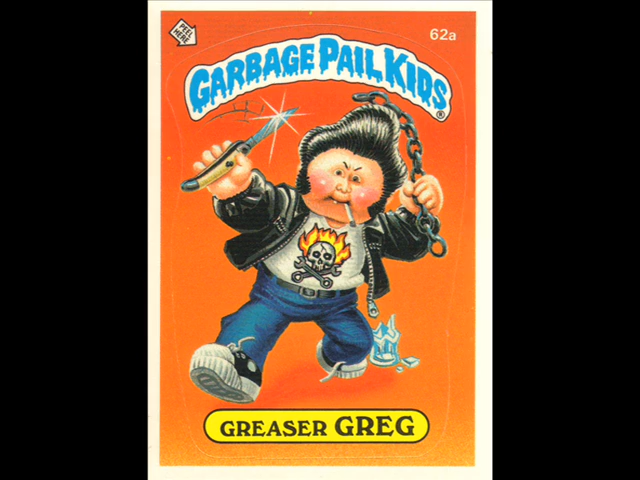 PEEL
HERE
62a
GARBAGE PAIL KIDS®
GREASER GREG